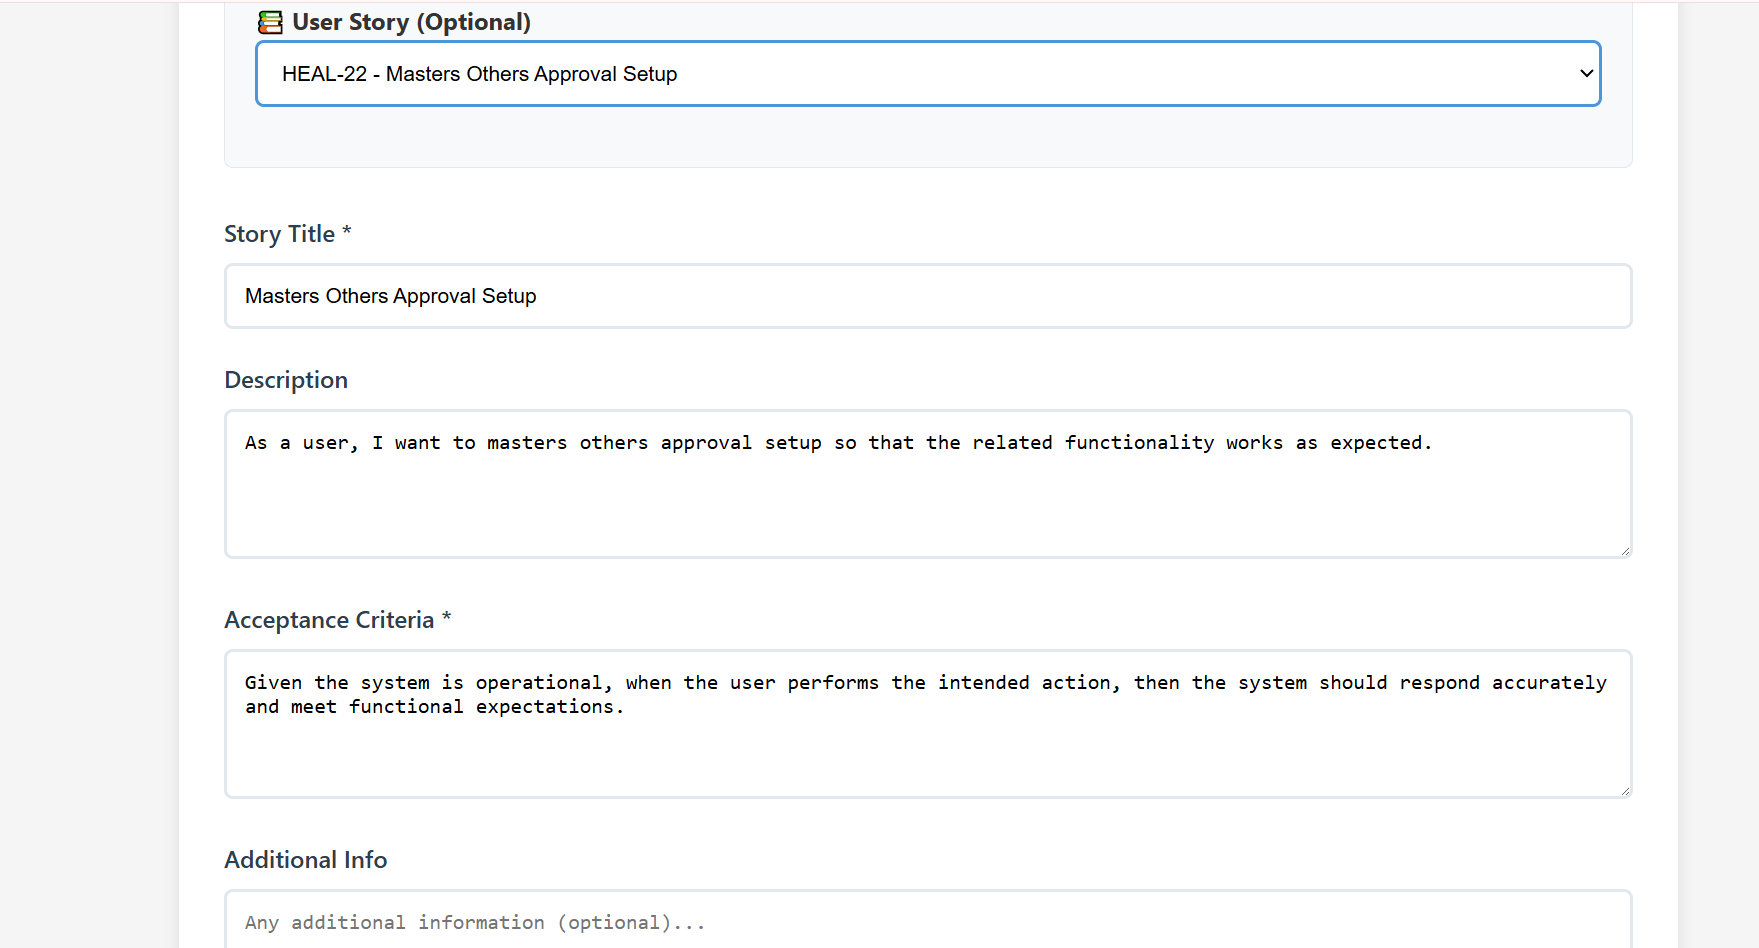 User Story (Optional)
HEAL-22 - Masters Others Approval Setup
Story Title *
Masters Others Approval Setup
Description
As a user, I want to masters others approval setup so that the related functionality works as expected.
Acceptance Criteria *
Given the system is operational, when the user performs the intended action, then the system should respond accurately
and meet functional expectations.
Additional Info
Any additional information (optional)...